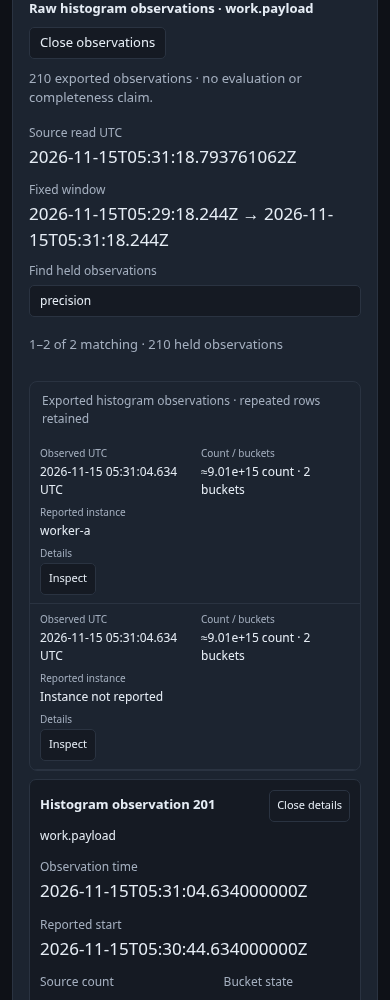 Raw histogram observations · work.payload
Close observations
210 exported observations · no evaluation or
completeness claim.
Source read UTC
2026-11-15T05:31:18.793761062Z
Fixed window
2026-11-15T05:29:18.244Z → 2026-11-
15T05:31:18.244Z
Find held observations
precision
1–2 of 2 matching · 210 held observations
Exported histogram observations · repeated rows
retained
Observed UTC Count / buckets
2026-11-15 05:31:04.634 ≈9.01e+15 count · 2
UTC buckets
Reported instance
worker-a
Details
Inspect
Observed UTC Count / buckets
2026-11-15 05:31:04.634 ≈9.01e+15 count · 2
UTC buckets
Reported instance
Instance not reported
Details
Inspect
Histogram observation 201 Close details
work.payload
Observation time
2026-11-15T05:31:04.634000000Z
Reported start
2026-11-15T05:30:44.634000000Z
Source count Bucket state